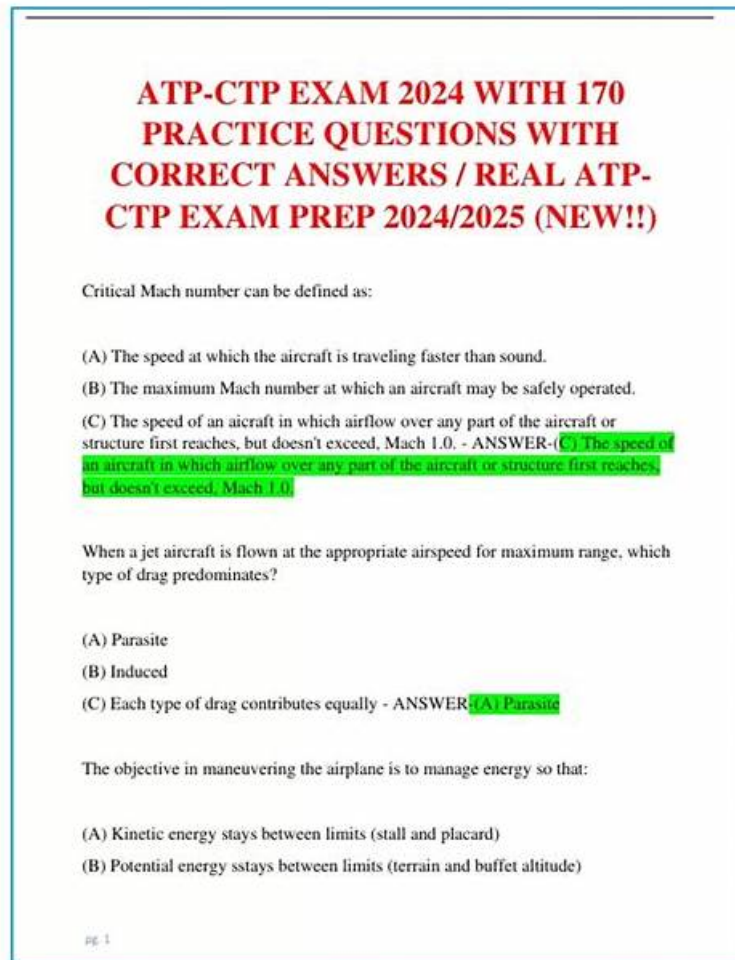 ATP-CTP EXAM 2024 WITH 170
PRACTICE QUESTIONS WITH
CORRECT ANSWERS / REAL ATP-
CTP EXAM PREP 2024/2025 (NEW!!)
Critical Mach number can be defined as:
(A) The speed at which the aircraft is traveling faster than sound.
(B) The maximum Mach number at which an aircraft may be safely operated.
(C) The speed of an aicraft in which airflow over any part of the aircraft or
structure first reaches, but doesn't exceed, Mach 1.0. - ANSWER-(C) The speed of
an aircraft in which airflow over any part of the aircraft or structure first reaches,
but doesn't exceed, Mach 1.0.
When a jet aircraft is flown at the appropriate airspeed for maximum range, which
type of drag predominates?
(A) Parasite
(B) Induced
(C) Each type of drag contributes equally - ANSWER-(A) Parasite
The objective in maneuvering the airplane is to manage energy so that:
(A) Kinetic energy stays between limits (stall and placard)
(B) Potential energy sstays between limits (terrain and buffet altitude)
pg. 1